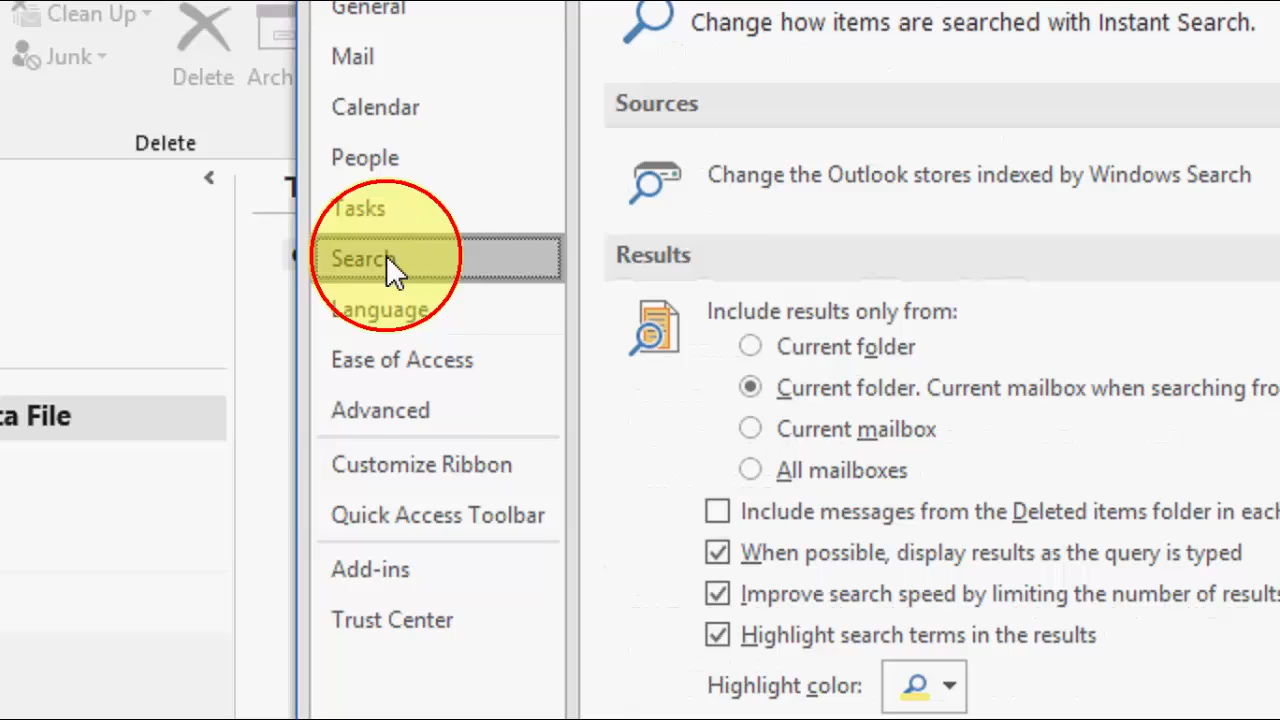 Clean Up
Junk
Delete
Arch
Delete
ta File
General
Mail
Calendar
People
Tasks
Search
Language
Ease of Access
Advanced
Customize Ribbon
Quick Access Toolbar
Add-ins
Trust Center
Change how items are searched with Instant Search.
Sources
Change the Outlook stores indexed by Windows Search
Results
Include results only from:
Current folder
Current folder. Current mailbox when searching fro
Current mailbox
All mailboxes
Include messages from the Deleted items folder in each
When possible, display results as the query is typed
Improve search speed by limiting the number of results
Highlight search terms in the results
Highlight color: